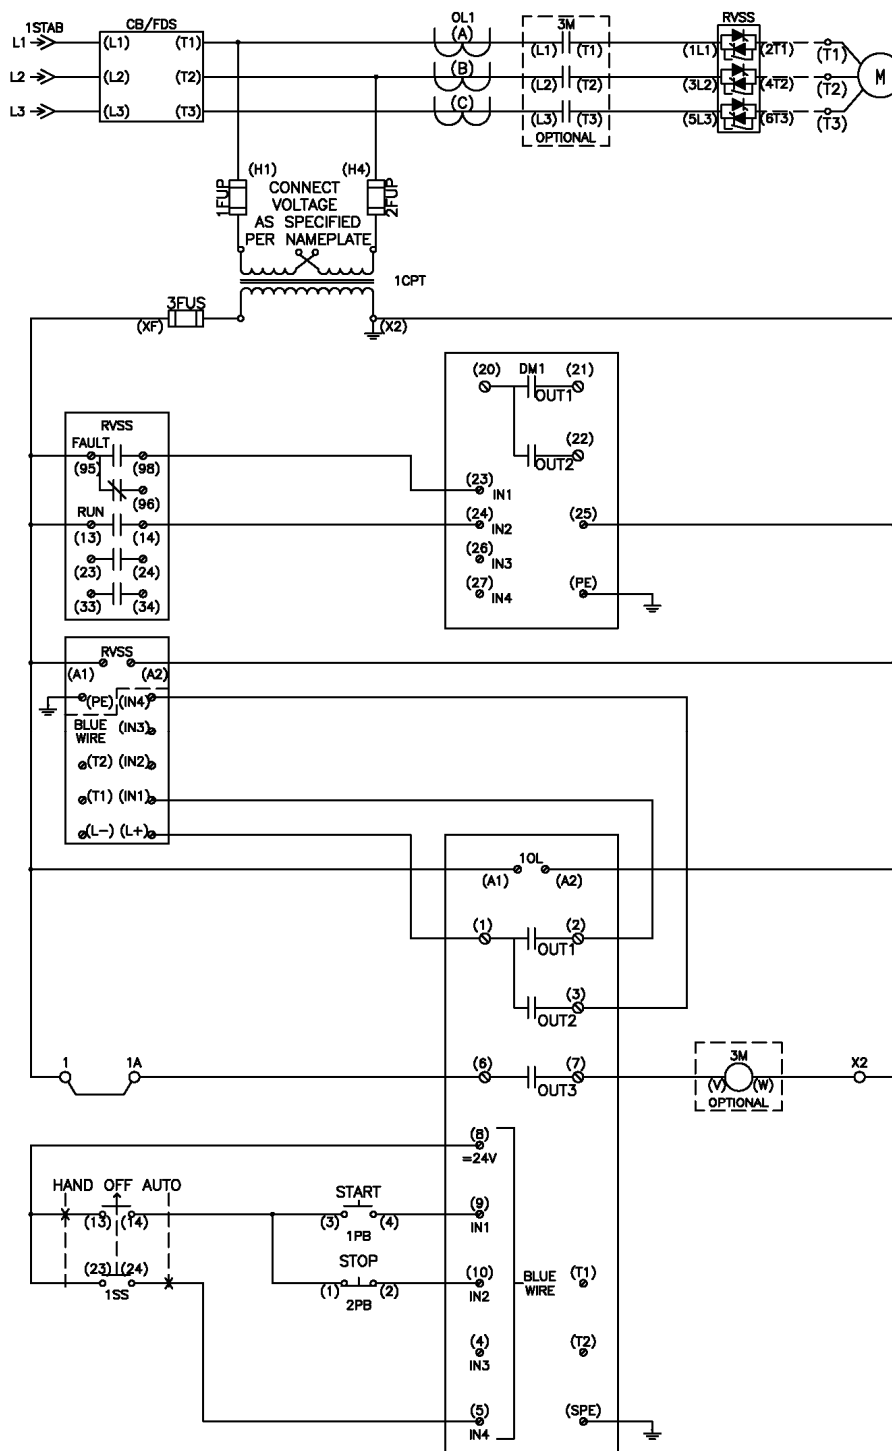 1STAB CB/FDS OL1 3M RVSS
L1 (L1) (T1) (A) (L1) (T1) (1L1) (2T1) (T1)
L2 (L2) (T2) (B) (L2) (T2) (3L2) (4T2) (T2) M
L3 (L3) (T3) (C) (L3) (T3) (5L3) (6T3) (T3)
OPTIONAL
(H1) (H4)
1FUP 2FUP
CONNECT
VOLTAGE
AS SPECIFIED
PER NAMEPLATE
1CPT
3FUS
(XF) (X2)
(20) DM1 (21)
OUT1
(22)
OUT2
RVSS
FAULT
(95) (98)
(96)
RUN
(13) (14)
(23) (24)
(33) (34)
(23)
IN1
(24) (25)
IN2
(26)
IN3
(27) (PE)
IN4
RVSS
(A1) (A2)
(PE) (IN4)
BLUE (IN3)
WIRE
(T2) (IN2)
(T1) (IN1)
(L-) (L+)
1OL
(A1) (A2)
(1) (2)
OUT1
(3)
OUT2
1 1A (6) (7) 3M X2
OUT3 (V) (W)
OPTIONAL
(8)
=24V
HAND OFF AUTO START (9)
(13) (14) (3) (4) IN1
1PB
STOP (10) (T1)
(23) (24) (1) (2) IN2 BLUE
1SS 2PB WIRE
(4) (T2)
IN3
(5) (SPE)
IN4